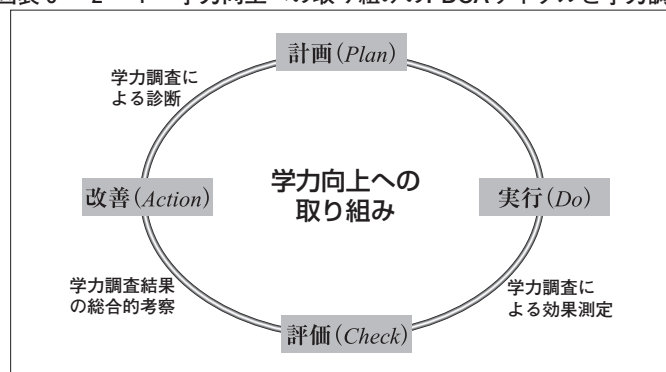 計画(Plan)
学力調査に
よる診断
改善(Action)
学力向上への
取り組み
実行(Do)
学力調査結果
の総合的考察
学力調査に
よる効果測定
評価(Check)